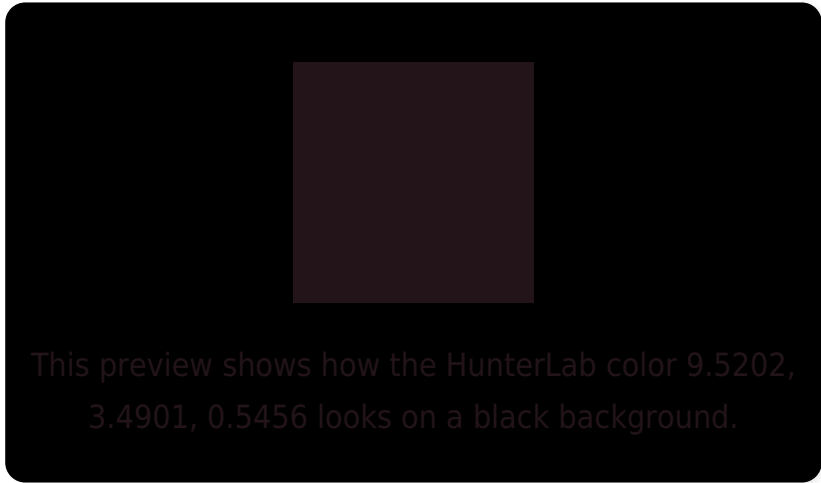 This preview shows how the HunterLab color 9.5202,
3.4901, 0.5456 looks on a black background.